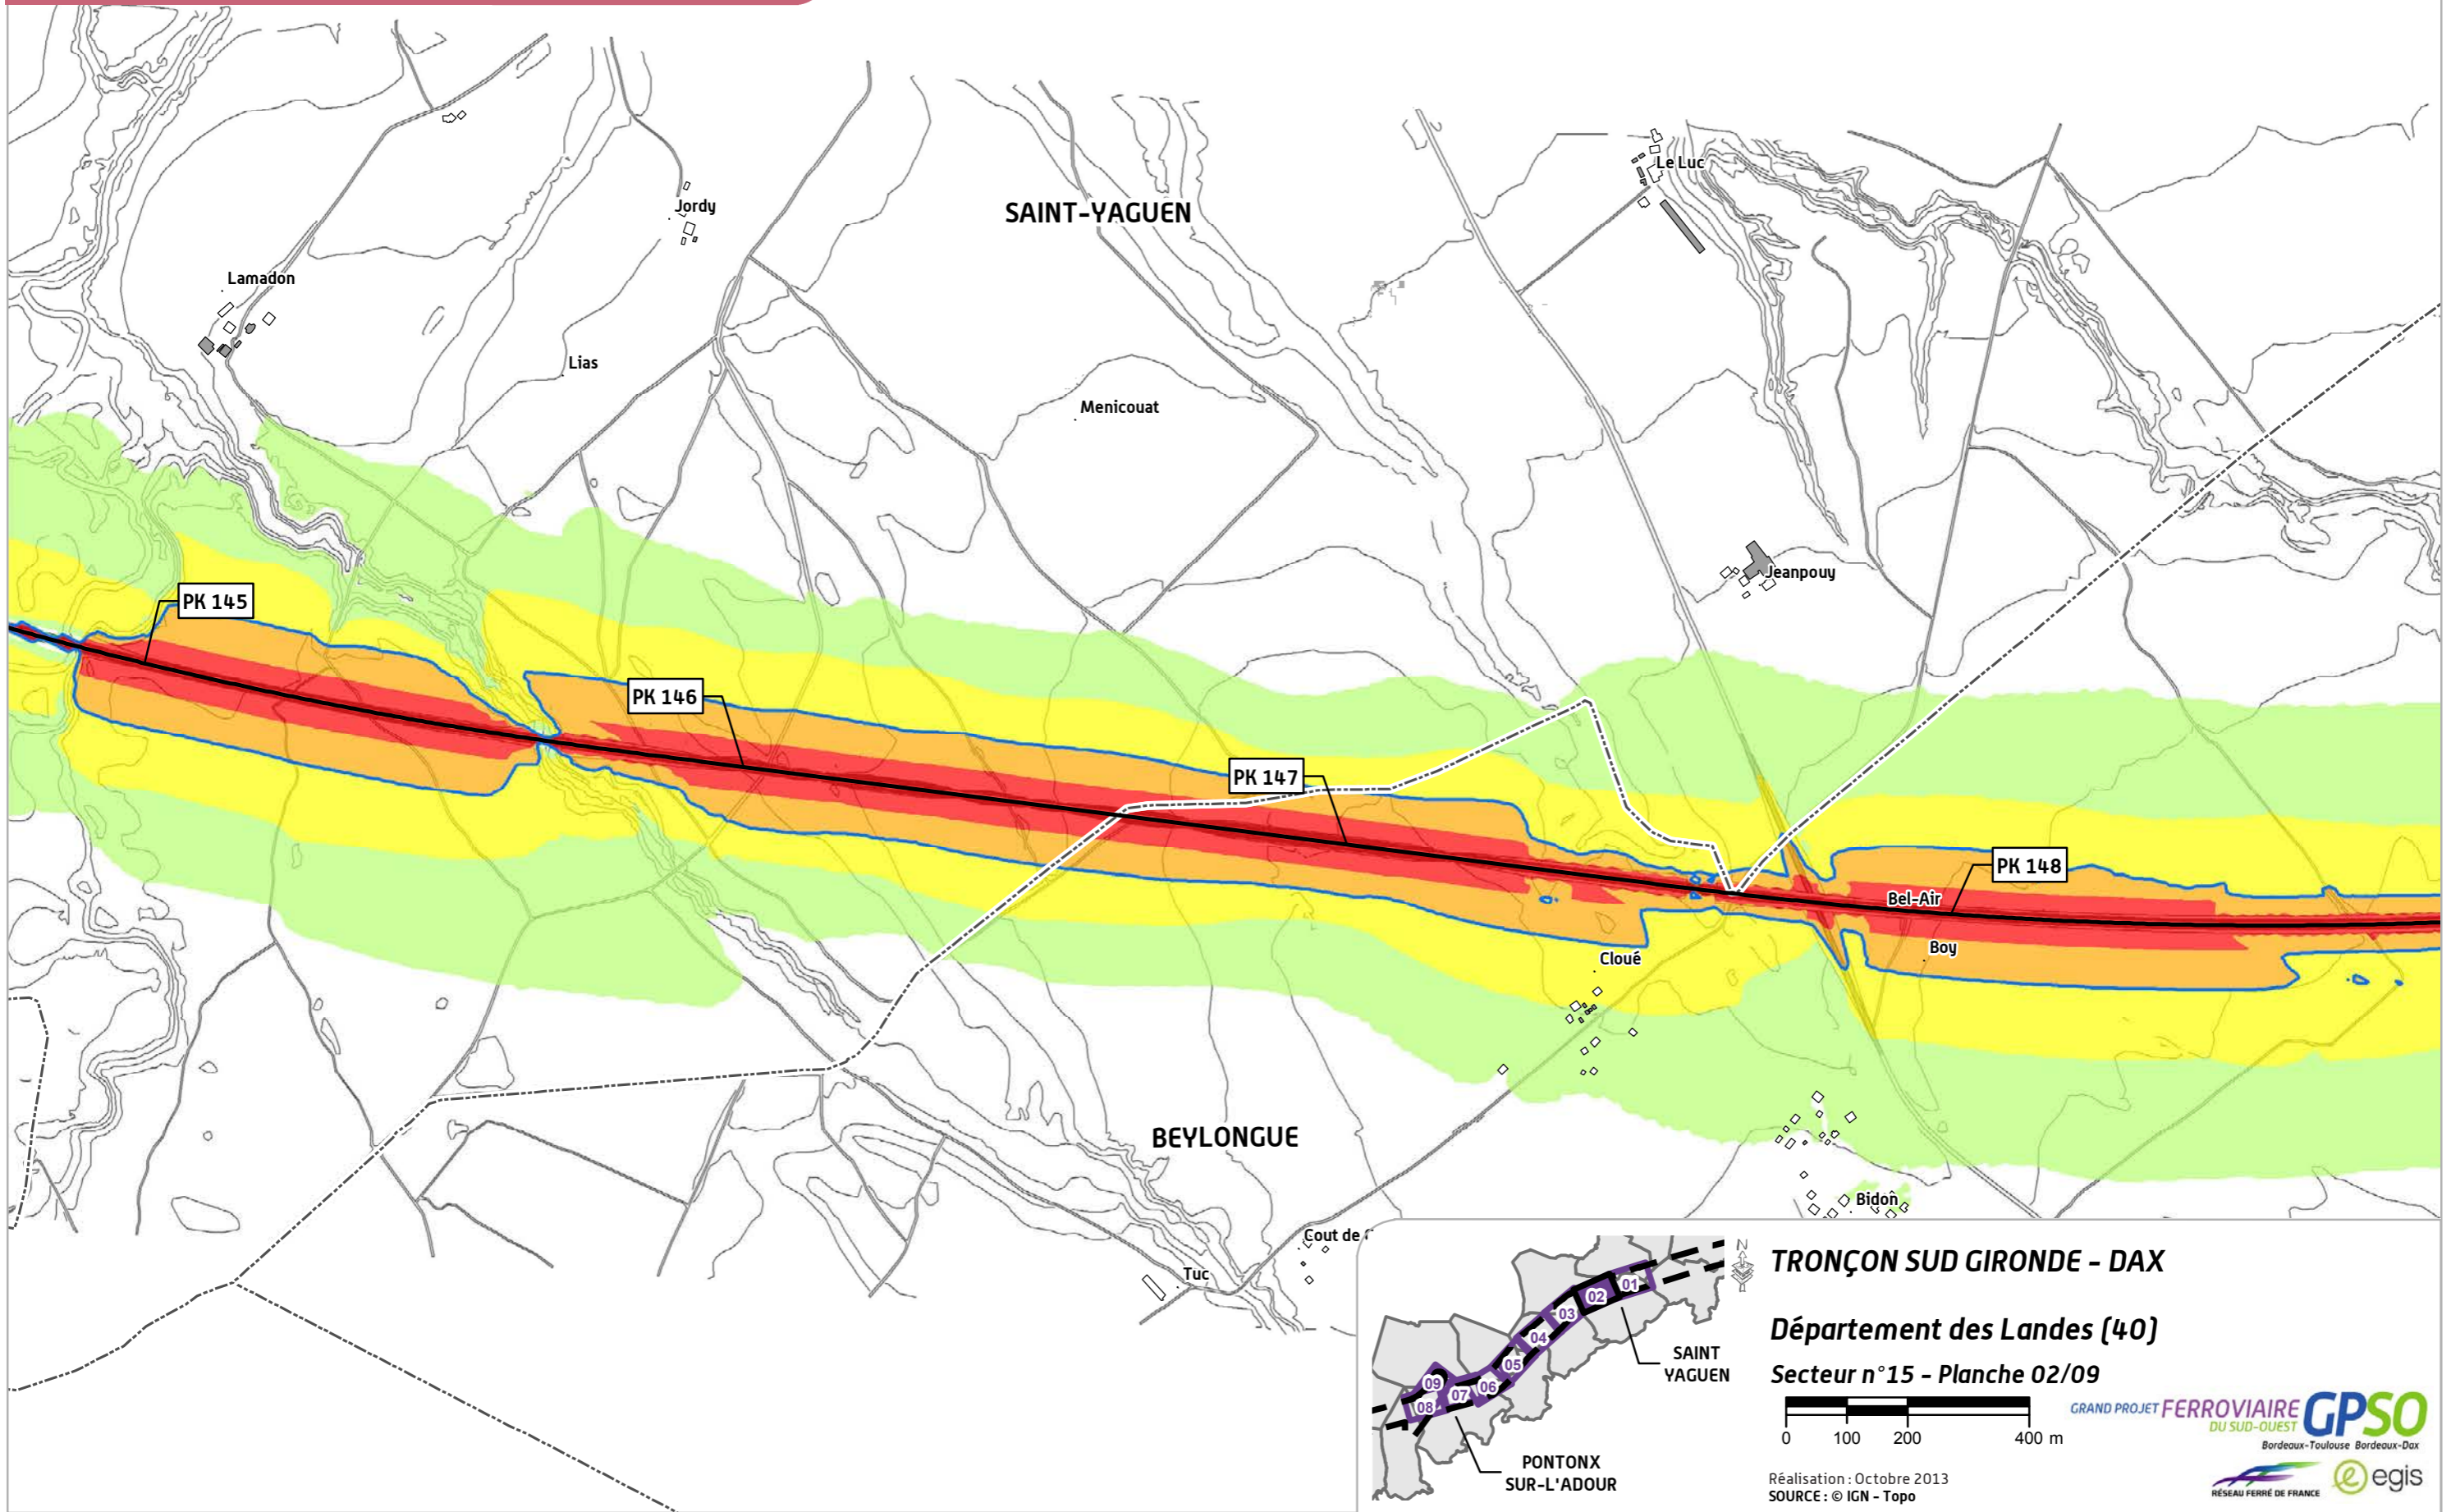 Le Luc
Jordy
SAINT-YAGUEN
Lamadon
Lias
Menicouat
Jeanpouy
PK 145
PK 146
PK 147
PK 148
Bel-Air
Boy
Cloué
BEYLONGUE
Bidon
Cout de
Tuc
N
01
02
03
04
05
06
07
08
09
SAINT
YAGUEN
PONTONX
SUR-L'ADOUR
TRONÇON SUD GIRONDE - DAX
Département des Landes (40)
Secteur n°15 - Planche 02/09
0 100 200 400 m
Réalisation : Octobre 2013
SOURCE : © IGN - Topo
GRAND PROJET FERROVIAIRE
DU SUD-OUEST
GPSO
Bordeaux-Toulouse Bordeaux-Dax
RÉSEAU FERRÉ DE FRANCE
e egis